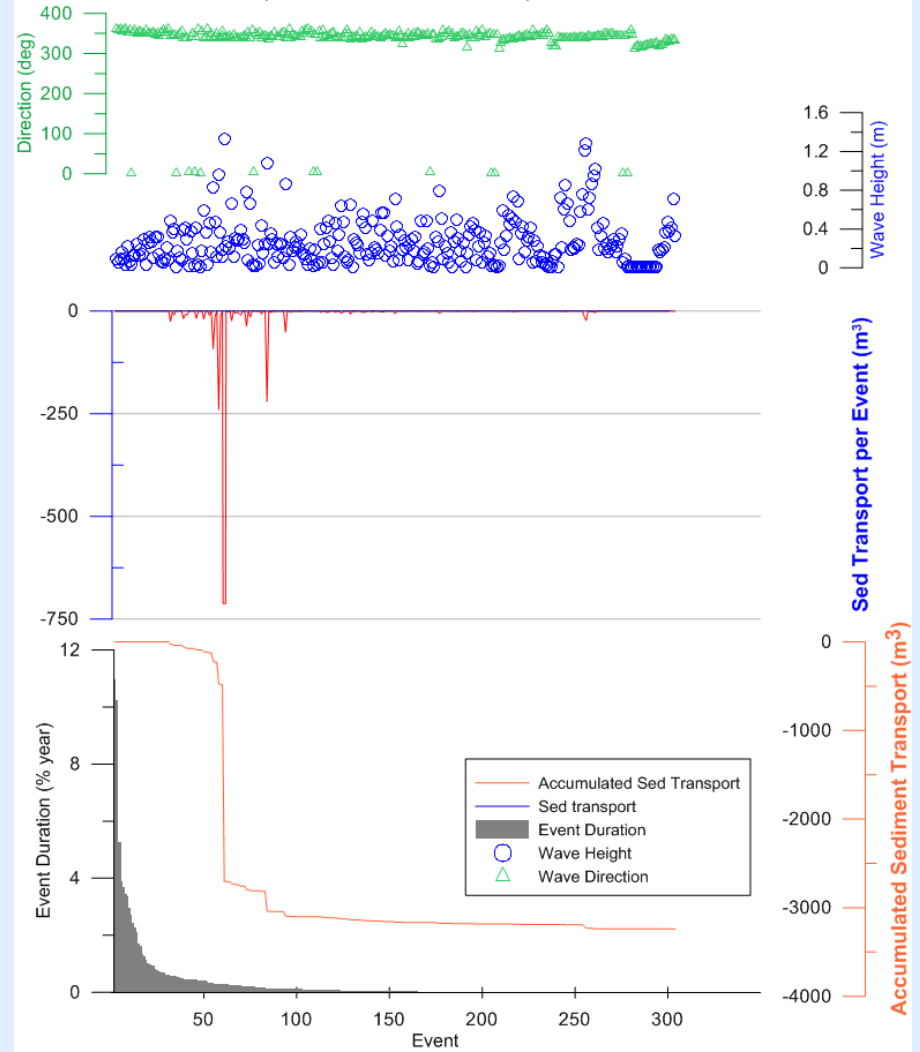 400
300
200
100
0
Direction (deg)
1.6
1.2
0.8
0.4
0
Wave Height (m)
0
-250
-500
-750
Sed Transport per Event (m³)
12
8
4
0
Event Duration (% year)
0
-1000
-2000
-3000
-4000
Accumulated Sediment Transport (m³)
Accumulated Sed Transport
Sed transport
Event Duration
Wave Height
Wave Direction
50 100 150 200 250 300
Event